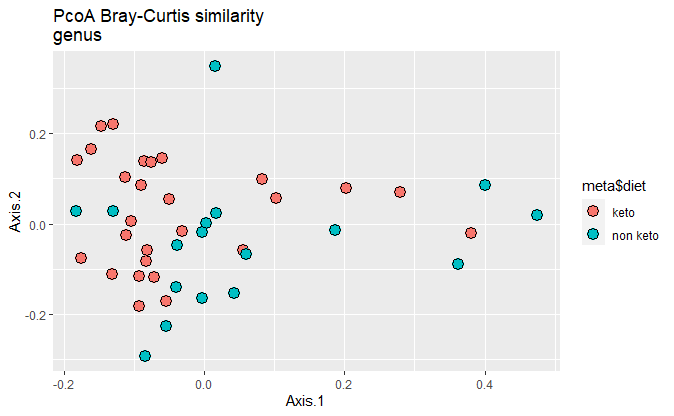 PcoA Bray-Curtis similarity
genus
0.2
0.0
-0.2
Axis.2
-0.2
0.0
0.2
0.4
Axis.1
meta$diet
keto
non keto